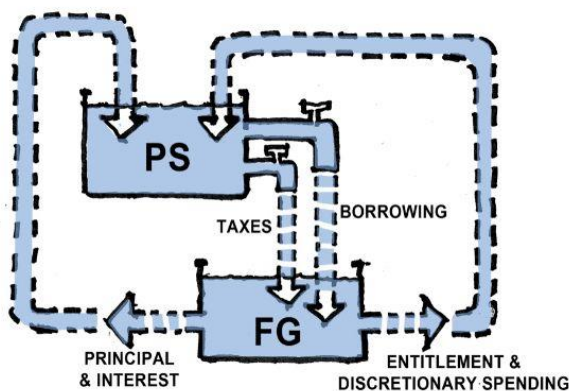 PS
TAXES
BORROWING
FG
PRINCIPAL
& INTEREST
ENTITLEMENT &
DISCRETIONARY SPENDING